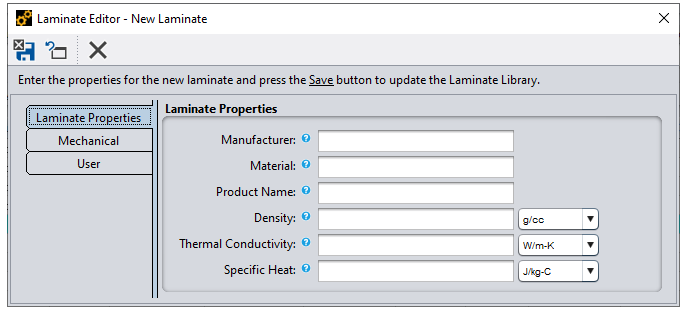 Laminate Editor - New Laminate
Enter the properties for the new laminate and press the Save button to update the Laminate Library.
Laminate Properties
Mechanical
User
Laminate Properties
Manufacturer:
Material:
Product Name:
Density: g/cc
Thermal Conductivity: W/m-K
Specific Heat: J/kg-C